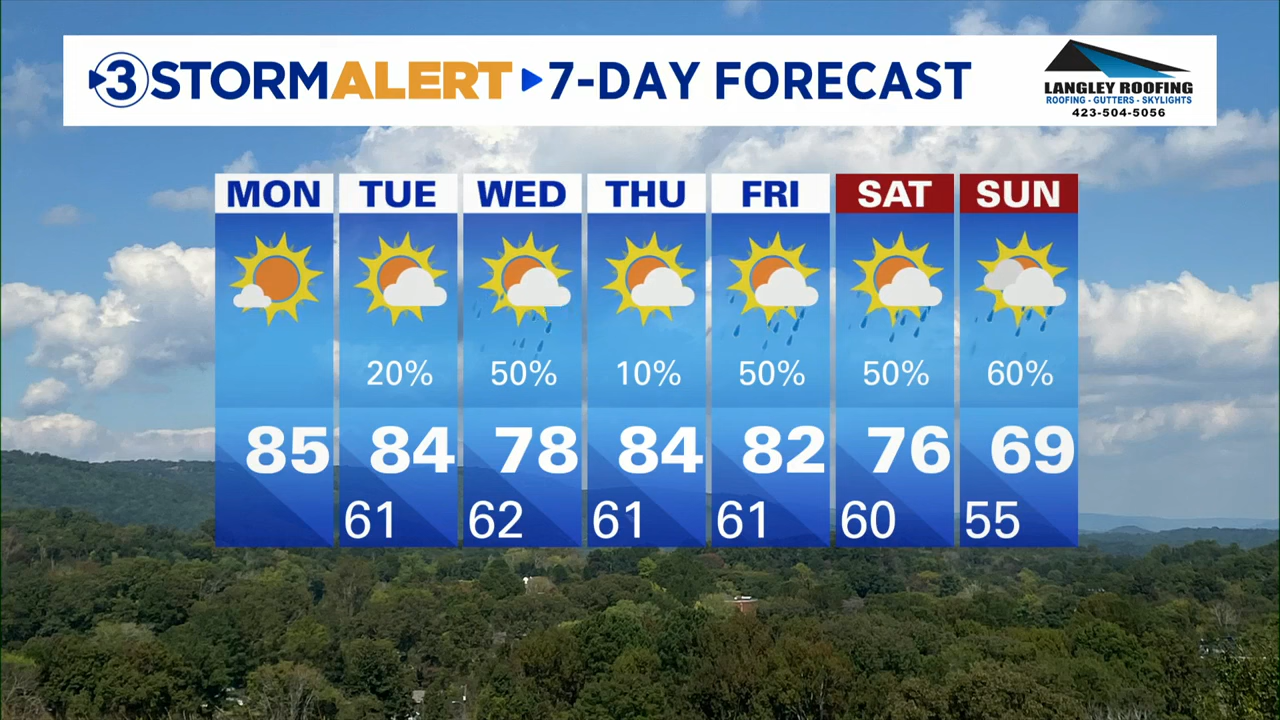 3 STORM ALERT 7-DAY FORECAST
LANGLEY ROOFING
ROOFING - GUTTERS - SKYLIGHTS
423-504-5056
MON TUE WED THU FRI SAT SUN
20% 50% 10% 50% 50% 60%
85 84 78 84 82 76 69
61 62 61 61 60 55